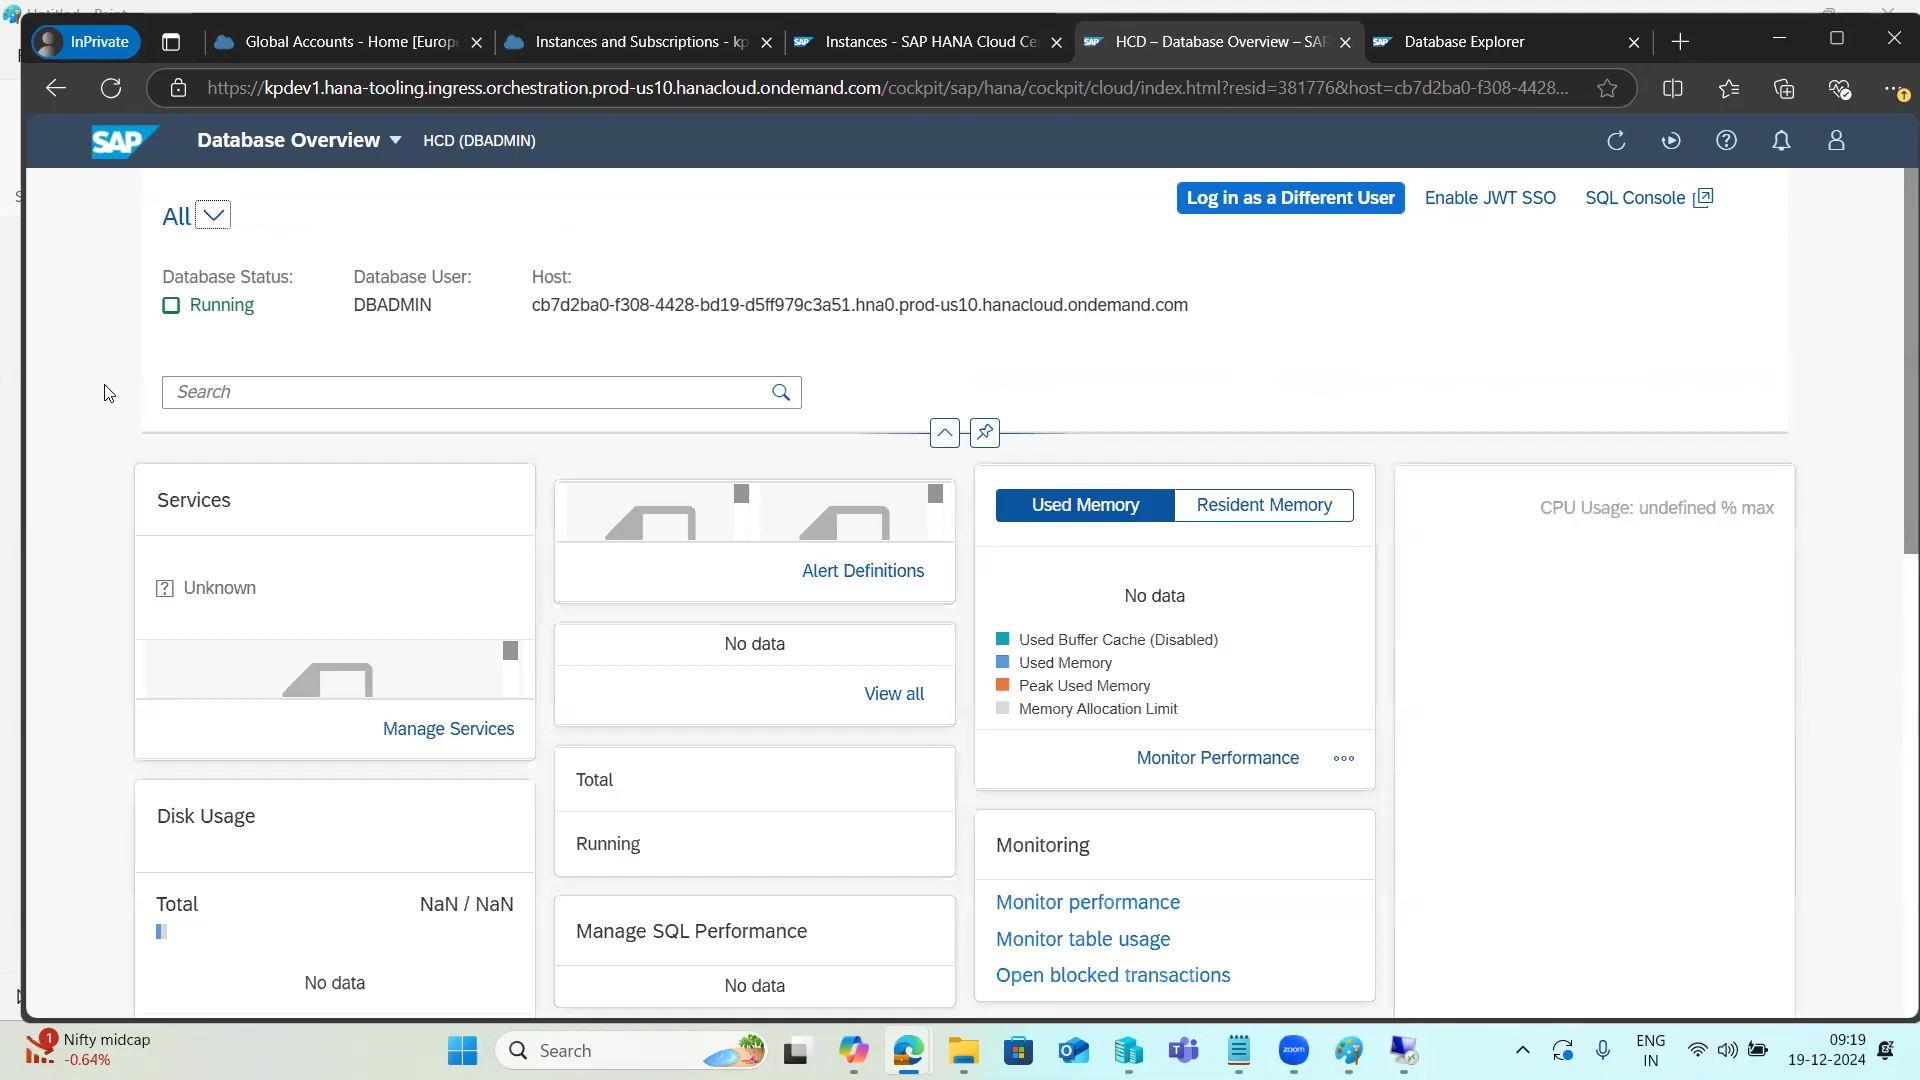 InPrivate
Global Accounts - Home [Europ
Instances and Subscriptions - kp
SAP
Instances - SAP HANA Cloud Ce
SAP
HCD – Database Overview – SA
SAP
Database Explorer
https://kpdev1.hana-tooling.ingress.orchestration.prod-us10.hanacloud.ondemand.com/cockpit/sap/hana/cockpit/cloud/index.html?resid=381776&host=cb7d2ba0-f308-4428...
SAP
Database Overview
HCD (DBADMIN)
All
Log in as a Different User
Enable JWT SSO
SQL Console
Database Status:
Database User:
Host:
Running
DBADMIN
cb7d2ba0-f308-4428-bd19-d5ff979c3a51.hna0.prod-us10.hanacloud.ondemand.com
Search
Services
Unknown
Manage Services
Disk Usage
Total
NaN / NaN
No data
Alert Definitions
No data
View all
Total
Running
Manage SQL Performance
No data
Used Memory
Resident Memory
No data
Used Buffer Cache (Disabled)
Used Memory
Peak Used Memory
Memory Allocation Limit
Monitor Performance
Monitoring
Monitor performance
Monitor table usage
Open blocked transactions
CPU Usage: undefined % max
1
Nifty midcap
-0.64%
Search
zoom
ENG
IN
09:19
19-12-2024